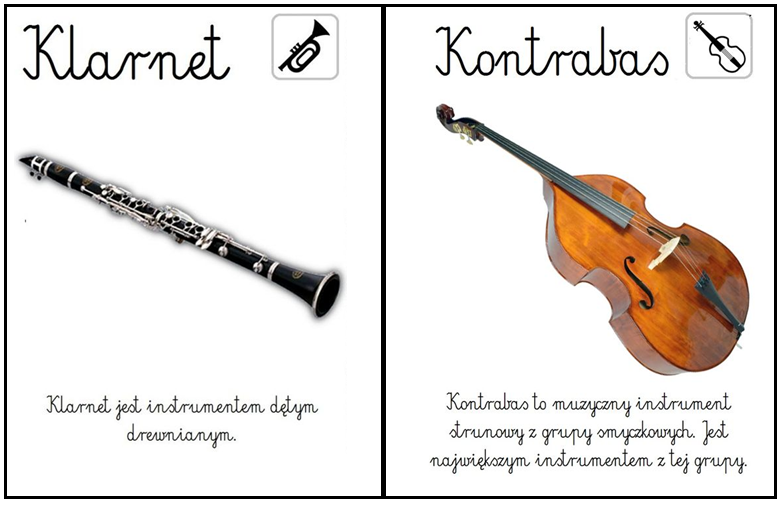 Klarnet
Klarnet jest instrumentem dętym
drewnianym.
Kontrabas
Kontrabas to muzyczny instrument
strunowy z grupy smyczkowych. Jest
największym instrumentem z tej grupy.